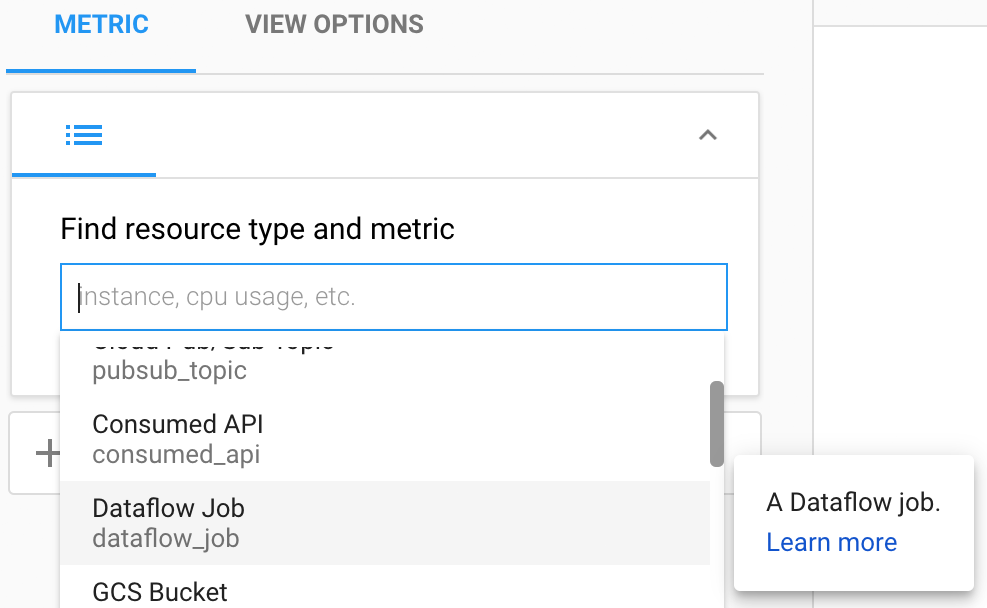 METRIC VIEW OPTIONS
Find resource type and metric
instance, cpu usage, etc.
Cloud Pub/Sub Topic
pubsub_topic
Consumed API
consumed_api
Dataflow Job
dataflow_job
GCS Bucket
A Dataflow job.
Learn more